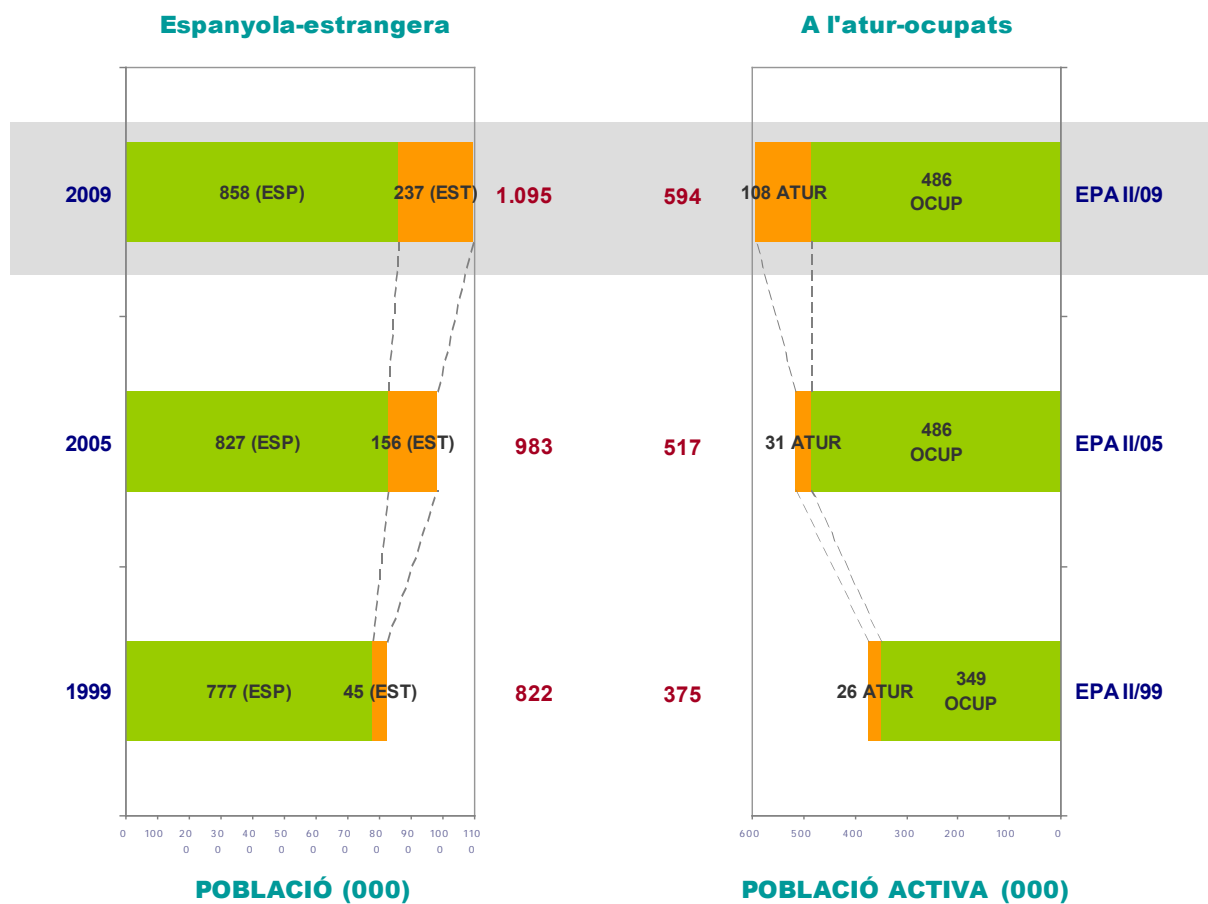 Espanyola-estrangera
A l'atur-ocupats
2009
858 (ESP)
237 (EST)
1.095
594
108 ATUR
486
OCUP
EPA II/09
2005
827 (ESP)
156 (EST)
983
517
31 ATUR
486
OCUP
EPA II/05
1999
777 (ESP)
45 (EST)
822
375
26 ATUR
349
OCUP
EPA II/99
0 100 20 30 40 50 60 70 80 90 100 110
0 0 0 0 0 0 0 0 0 0
600 500 400 300 200 100 0
POBLACIÓ (000)
POBLACIÓ ACTIVA (000)